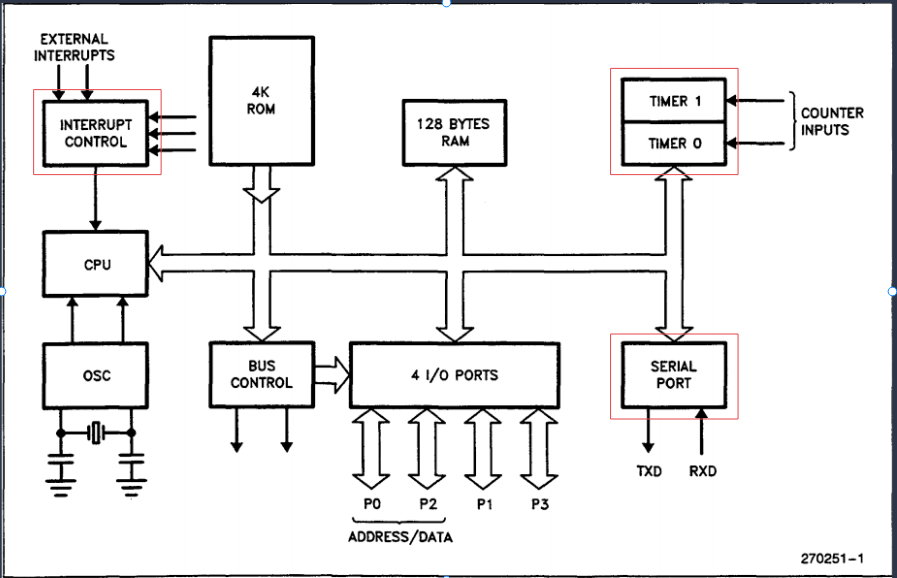 EXTERNAL
INTERRUPTS
INTERRUPT
CONTROL
4K
ROM
128 BYTES
RAM
TIMER 1
TIMER 0
COUNTER
INPUTS
CPU
OSC
BUS
CONTROL
4 I/O PORTS
SERIAL
PORT
TXD
RXD
P0
P2
P1
P3
ADDRESS/DATA
270251-1